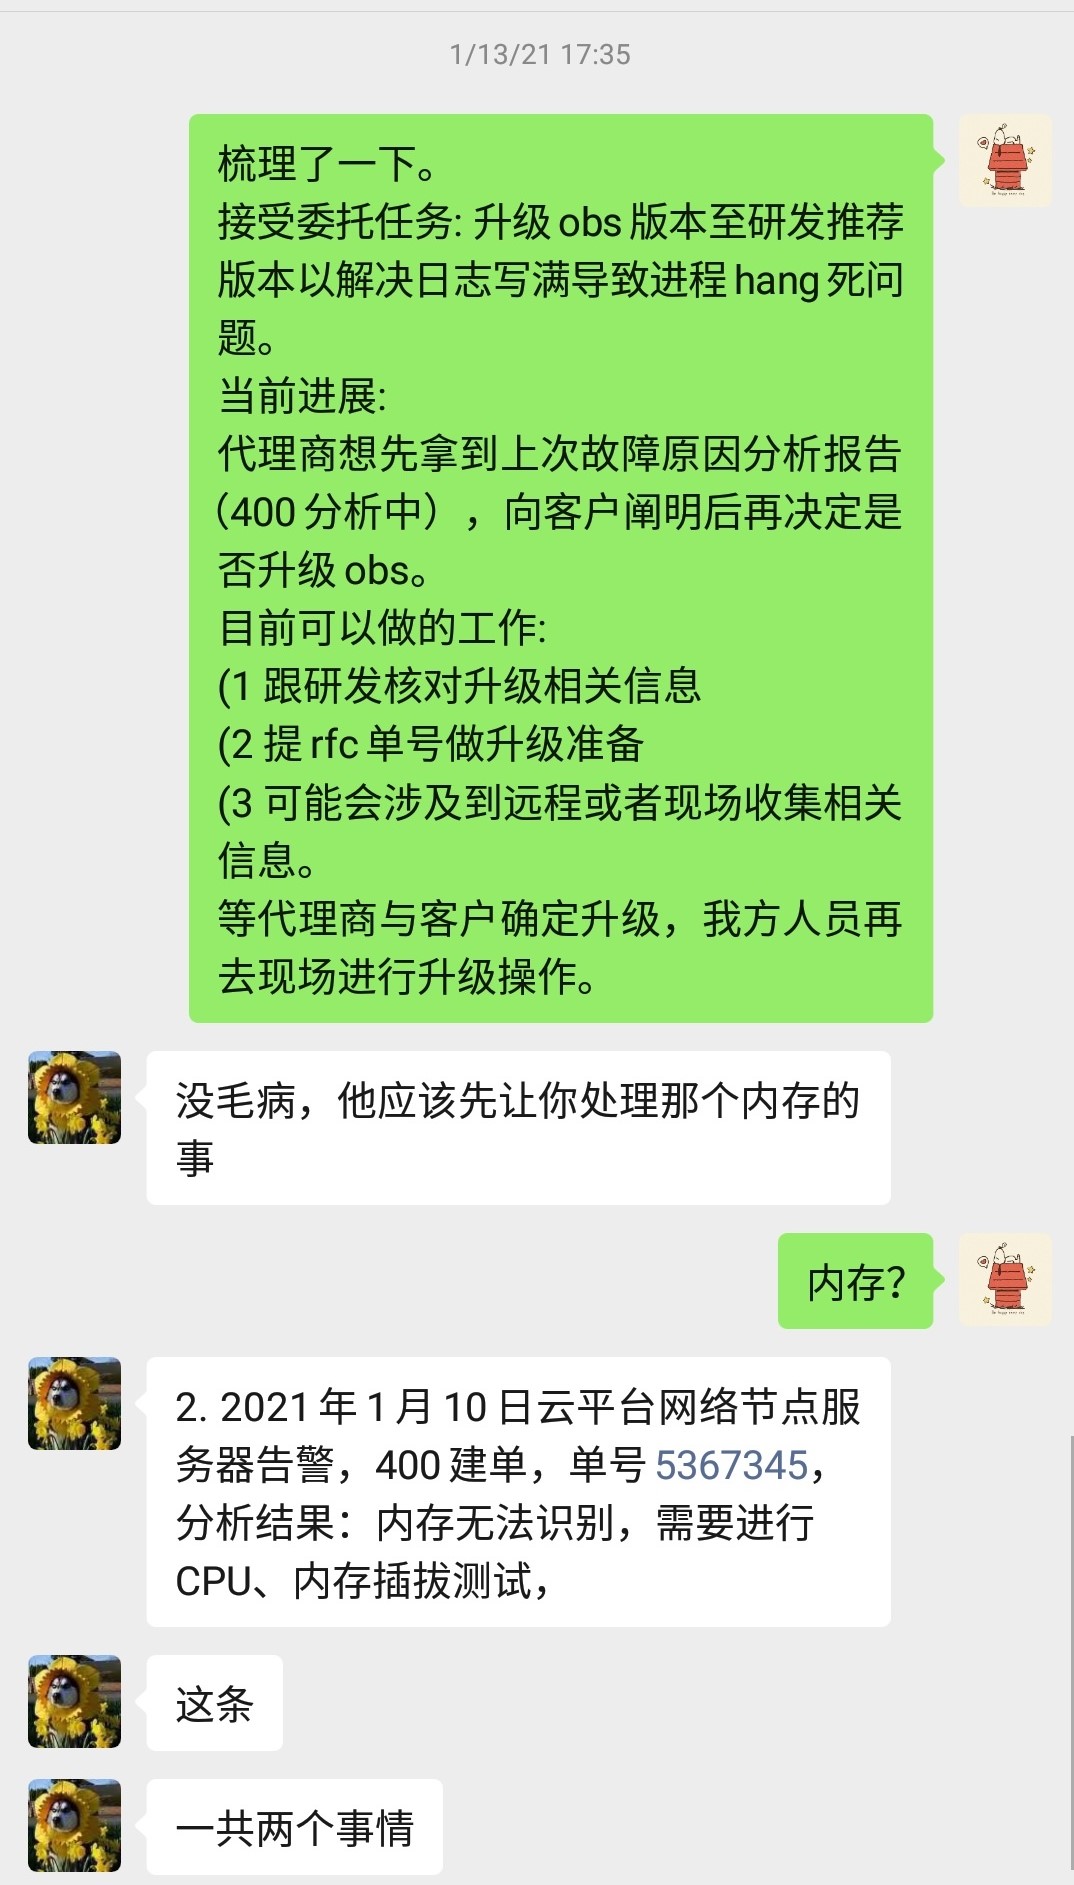 1/13/21 17:35
梳理了一下。
接受委托任务: 升级 obs 版本至研发推荐
版本以解决日志写满导致进程 hang 死问
题。
当前进展:
代理商想先拿到上次故障原因分析报告
（400 分析中），向客户阐明后再决定是
否升级 obs。
目前可以做的工作:
(1 跟研发核对升级相关信息
(2 提 rfc 单号做升级准备
(3 可能会涉及到远程或者现场收集相关
信息。
等代理商与客户确定升级，我方人员再
去现场进行升级操作。
没毛病，他应该先让你处理那个内存的
事
内存？
2. 2021 年 1 月 10 日云平台网络节点服
务器告警，400 建单，单号 5367345，
分析结果：内存无法识别，需要进行
CPU、内存插拔测试，
这条
一共两个事情